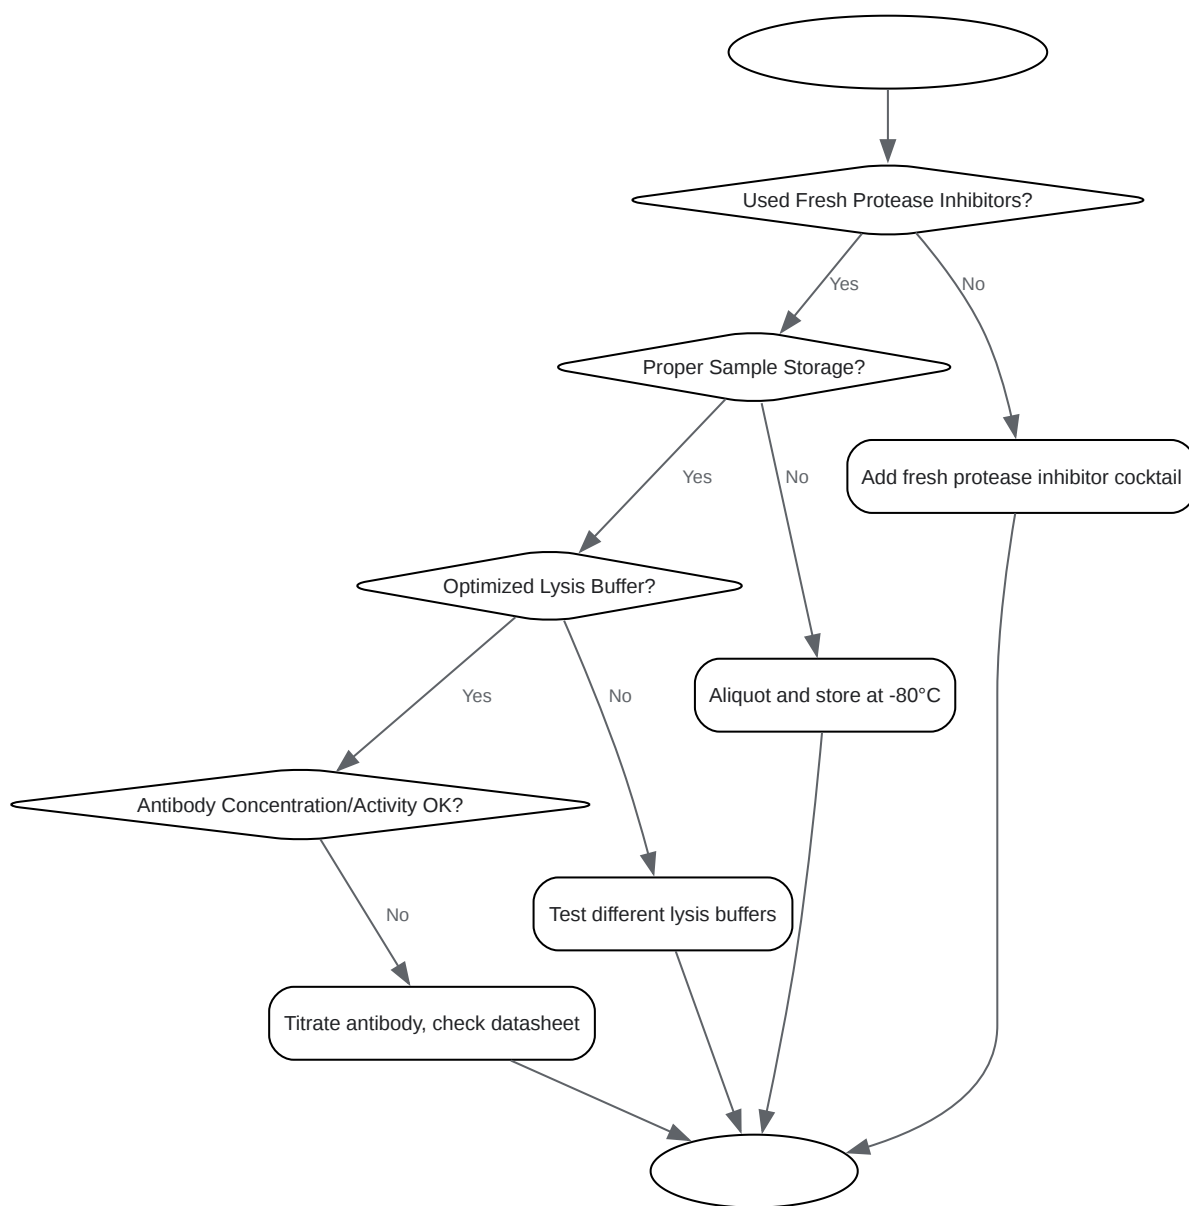 Used Fresh Protease Inhibitors?
Yes
No
Proper Sample Storage?
Yes
No
Add fresh protease inhibitor cocktail
Optimized Lysis Buffer?
Yes
No
Aliquot and store at -80°C
Antibody Concentration/Activity OK?
No
Test different lysis buffers
Titrate antibody, check datasheet